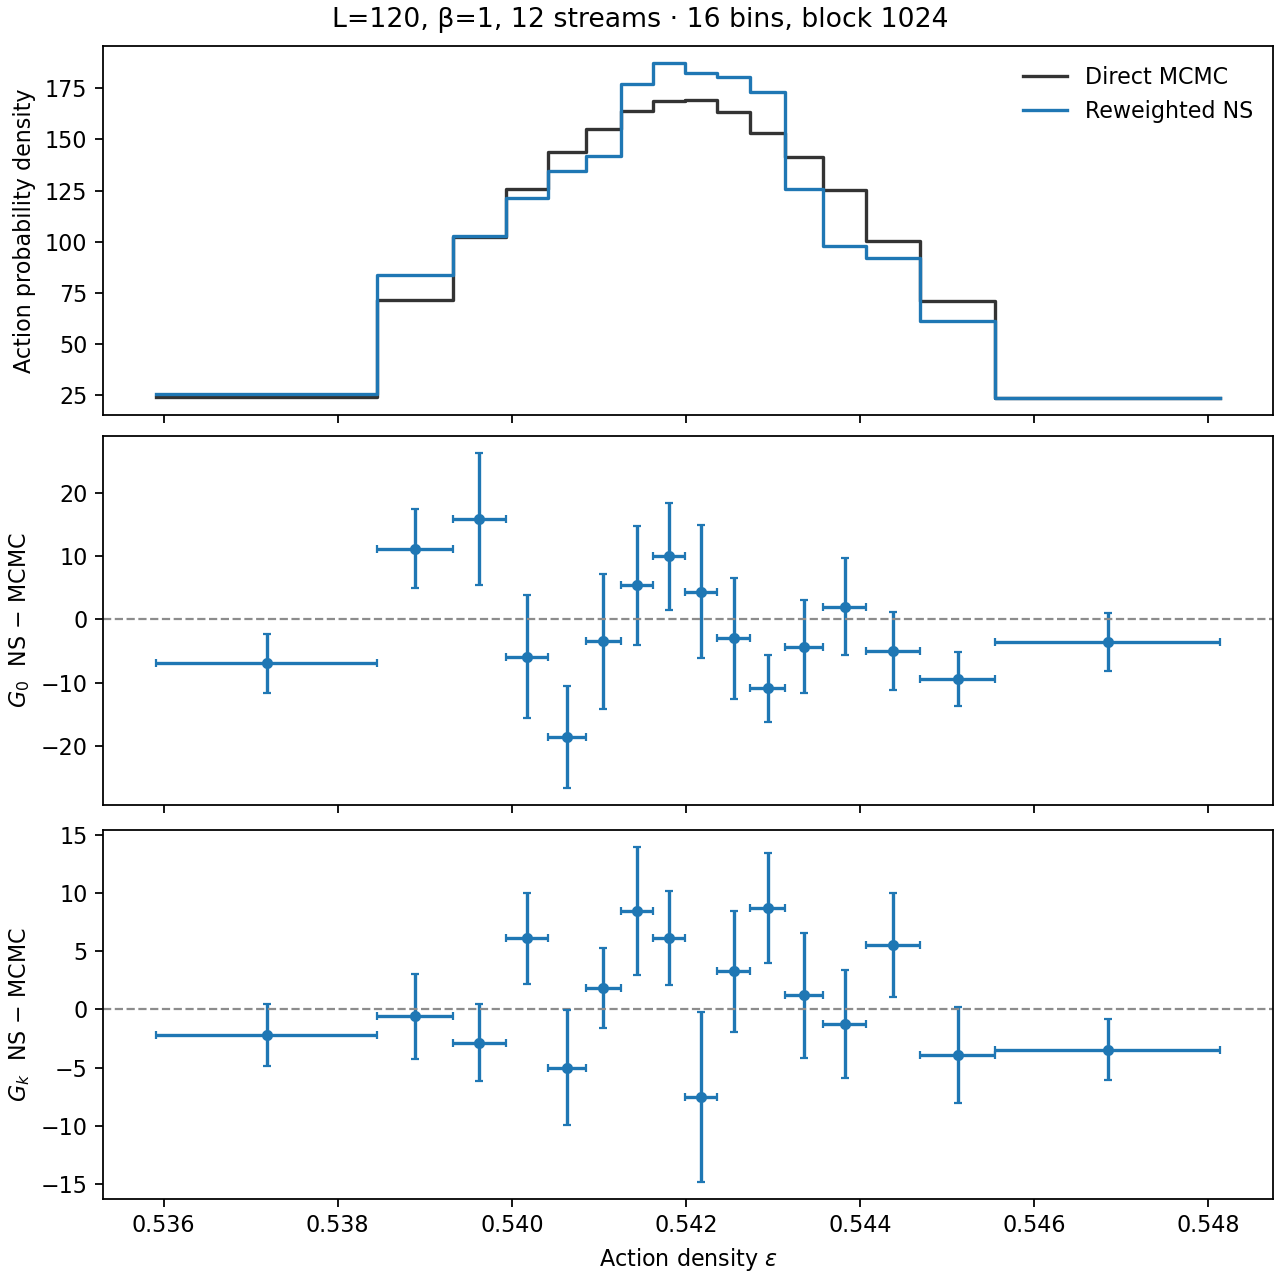 L=120, β=1, 12 streams · 16 bins, block 1024
Action probability density
175
150
125
100
75
50
25
Direct MCMC
Reweighted NS
G₀ NS − MCMC
20
10
0
−10
−20
Gₖ NS − MCMC
15
10
5
0
−5
−10
−15
0.536 0.538 0.540 0.542 0.544 0.546 0.548
Action density ε